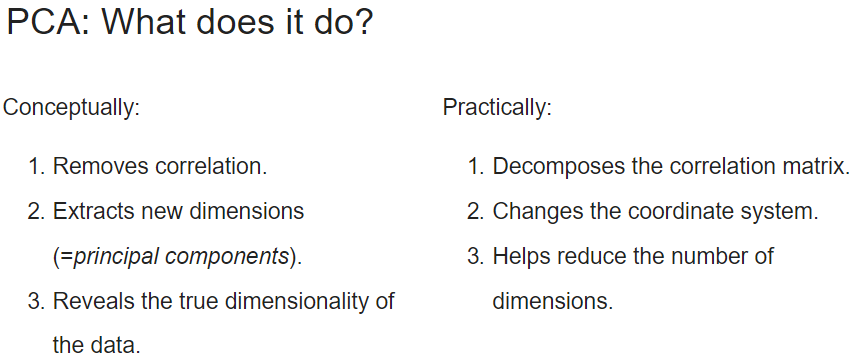 PCA: What does it do?
Conceptually:
1. Removes correlation.
2. Extracts new dimensions
(=principal components).
3. Reveals the true dimensionality of
the data.
Practically:
1. Decomposes the correlation matrix.
2. Changes the coordinate system.
3. Helps reduce the number of
dimensions.